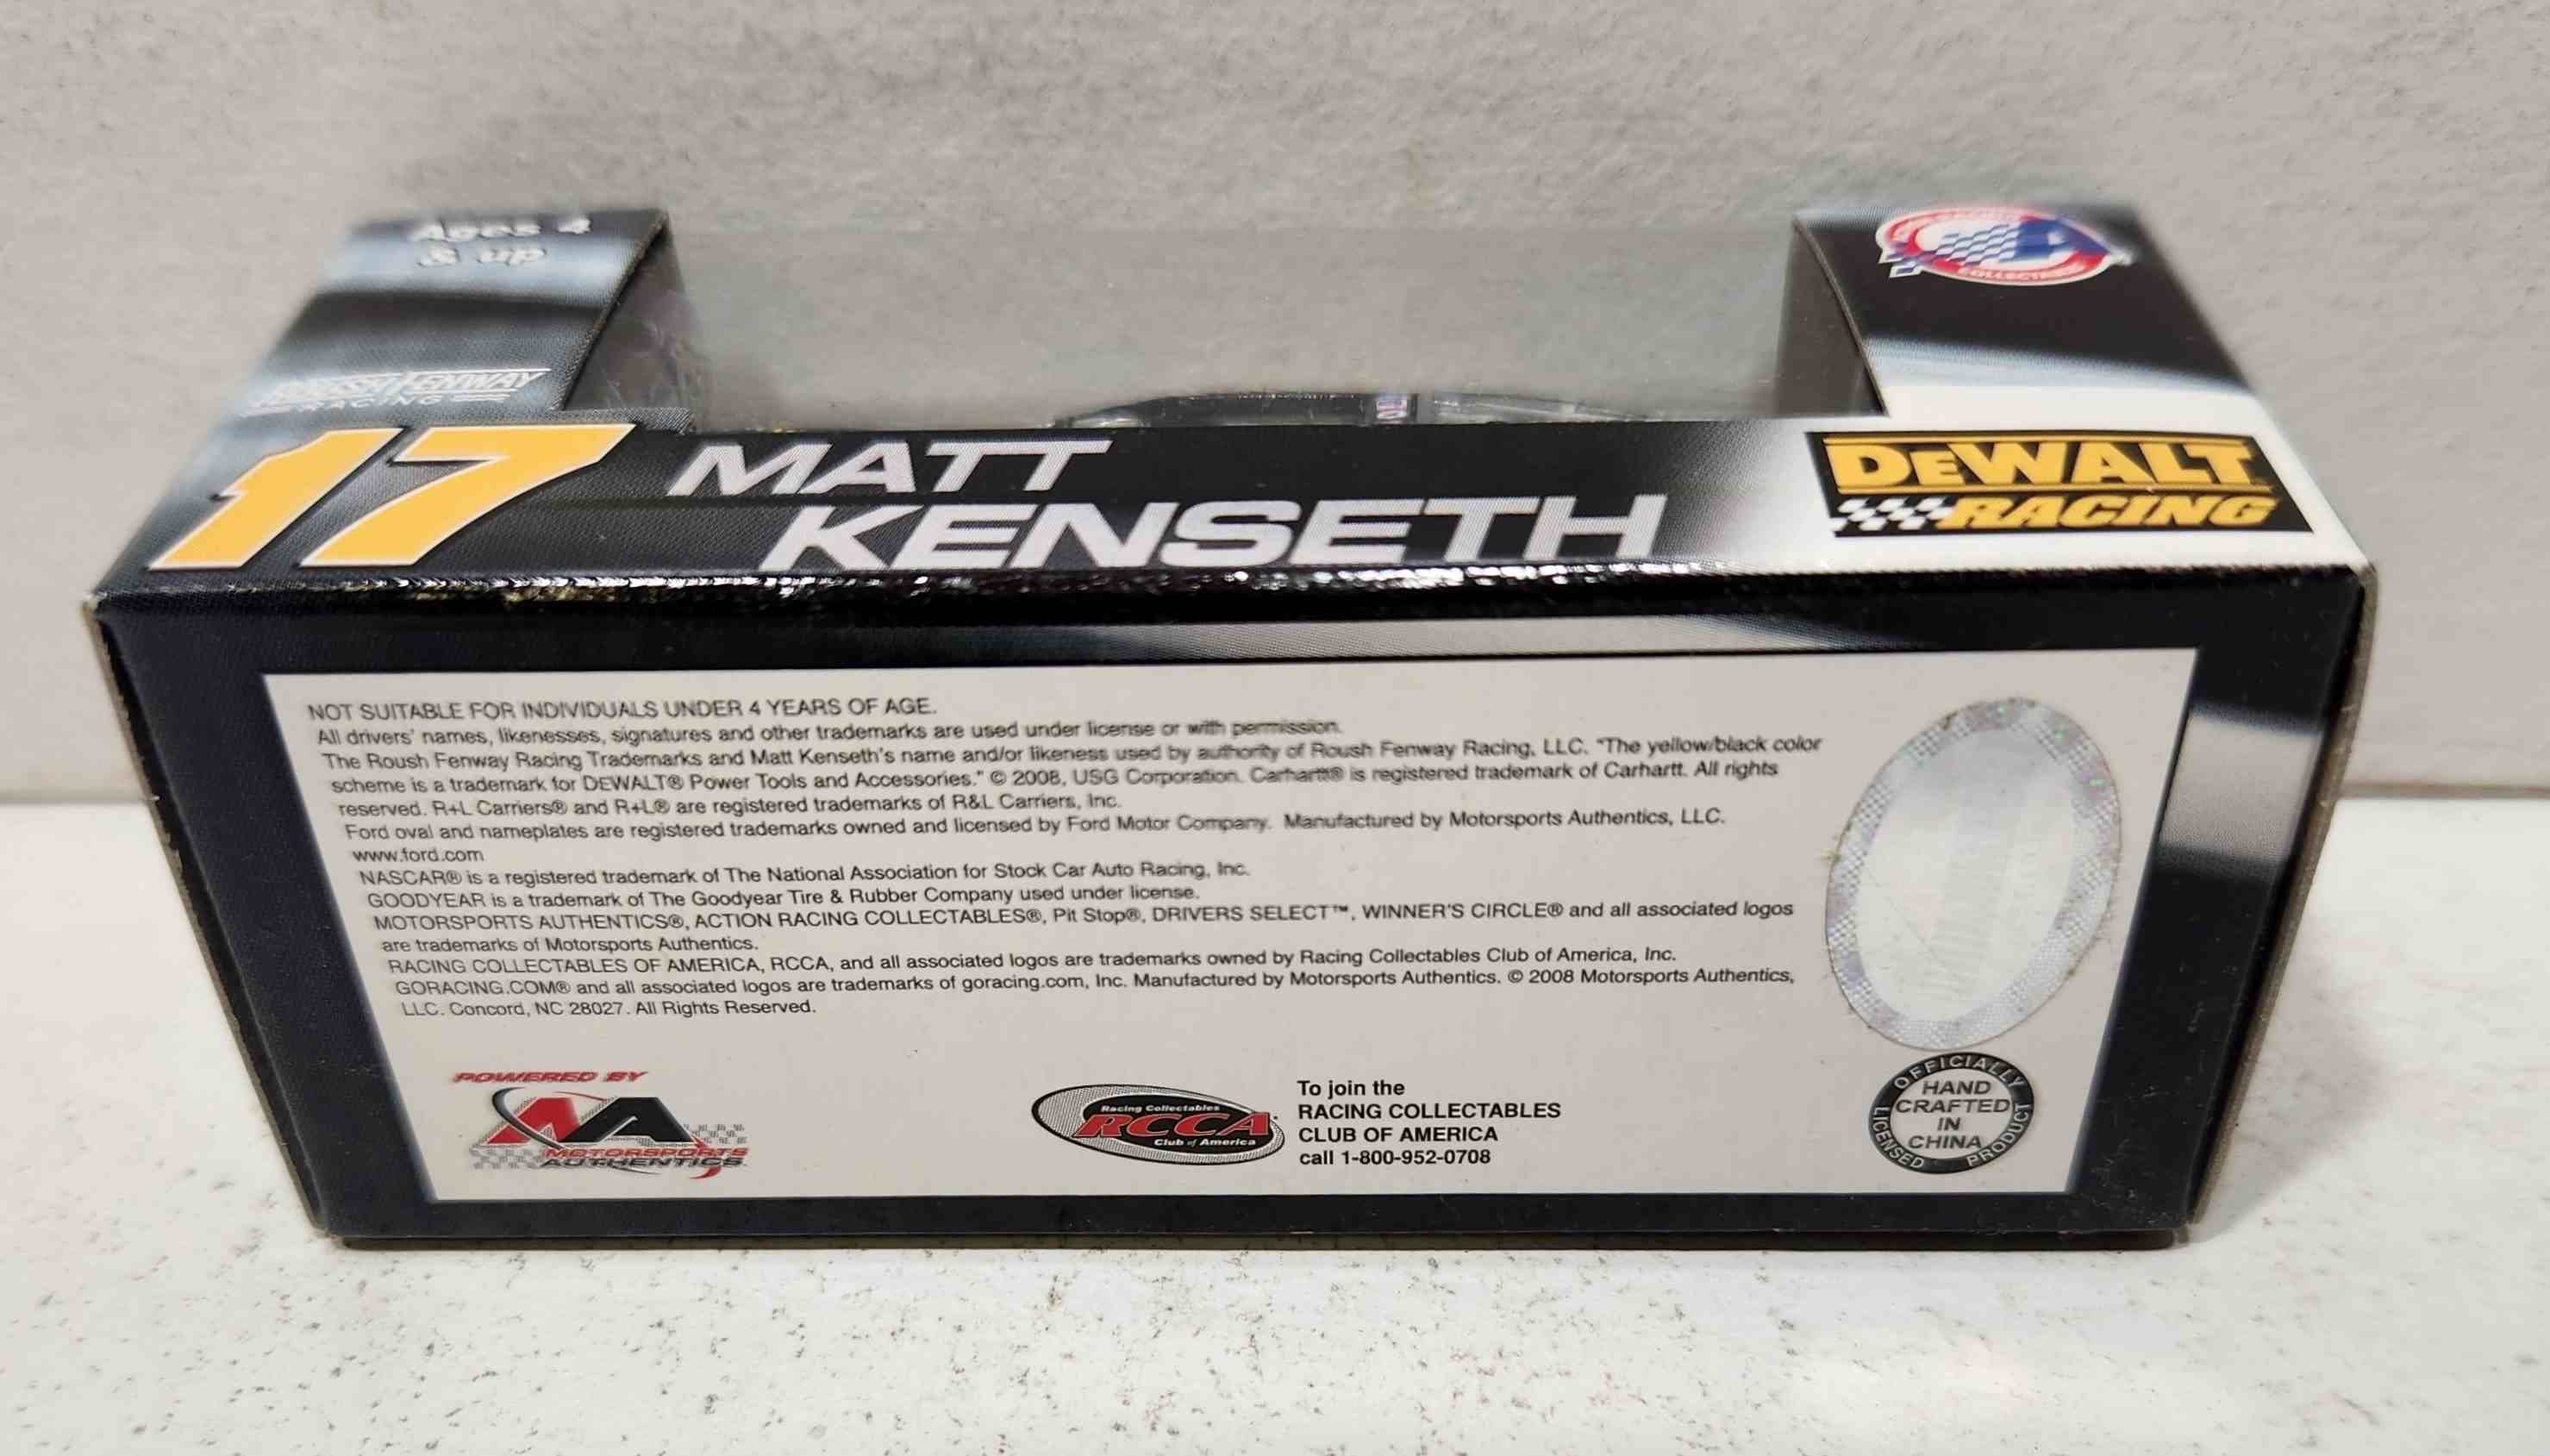 Ages 4
& up
ROUSH FENWAY
RACING
17
MATT
KENSETH
DEWALT
RACING
NOT SUITABLE FOR INDIVIDUALS UNDER 4 YEARS OF AGE.
All drivers' names, likenesses, signatures and other trademarks are used under license or with permission.
The Roush Fenway Racing Trademarks and Matt Kenseth's name and/or likeness used by authority of Roush Fenway Racing, LLC. "The yellow/black color
scheme is a trademark for DEWALT® Power Tools and Accessories." © 2008, USG Corporation. Carhartt® is registered trademark of Carhartt. All rights
reserved. R+L Carriers® and R+L® are registered trademarks of R&L Carriers, Inc.
Ford oval and nameplates are registered trademarks owned and licensed by Ford Motor Company. Manufactured by Motorsports Authentics, LLC.
www.ford.com
NASCAR® is a registered trademark of The National Association for Stock Car Auto Racing, Inc.
GOODYEAR is a trademark of The Goodyear Tire & Rubber Company used under license.
MOTORSPORTS AUTHENTICS®, ACTION RACING COLLECTABLES®, Pit Stop®, DRIVERS SELECT™, WINNER'S CIRCLE® and all associated logos
are trademarks of Motorsports Authentics.
RACING COLLECTABLES OF AMERICA, RCCA, and all associated logos are trademarks owned by Racing Collectables Club of America, Inc.
GORACING.COM® and all associated logos are trademarks of goracing.com, Inc. Manufactured by Motorsports Authentics. © 2008 Motorsports Authentics,
LLC. Concord, NC 28027. All Rights Reserved.
POWERED BY
MA
MOTORSPORTS
AUTHENTICS
Racing Collectables
RCCA
Club of America
To join the
RACING COLLECTABLES
CLUB OF AMERICA
call 1-800-952-0708
OFFICIALLY LICENSED PRODUCT
HAND
CRAFTED
IN
CHINA